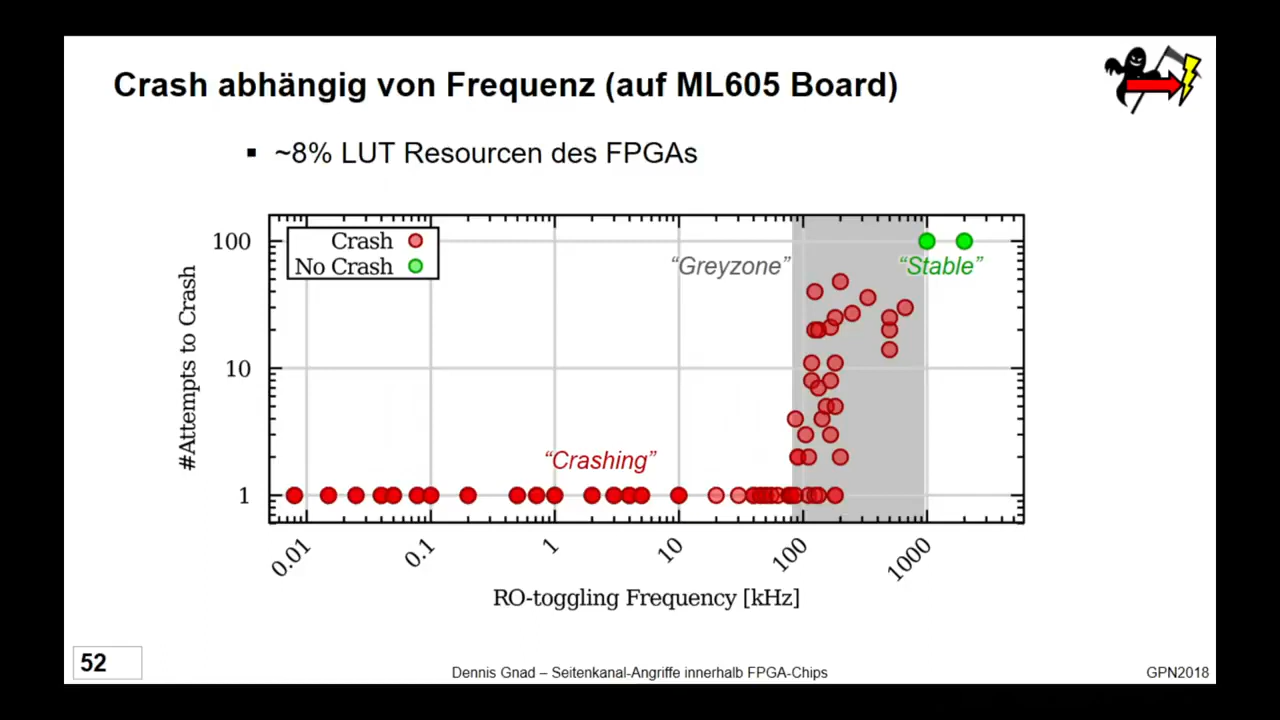 Crash abhängig von Frequenz (auf ML605 Board)
~8% LUT Resourcen des FPGAs
#Attempts to Crash
100
10
1
Crash
No Crash
“Greyzone”
“Stable”
“Crashing”
0.01
0.1
1
10
100
1000
RO-toggling Frequency [kHz]
52
Dennis Gnad – Seitenkanal-Angriffe innerhalb FPGA-Chips
GPN2018